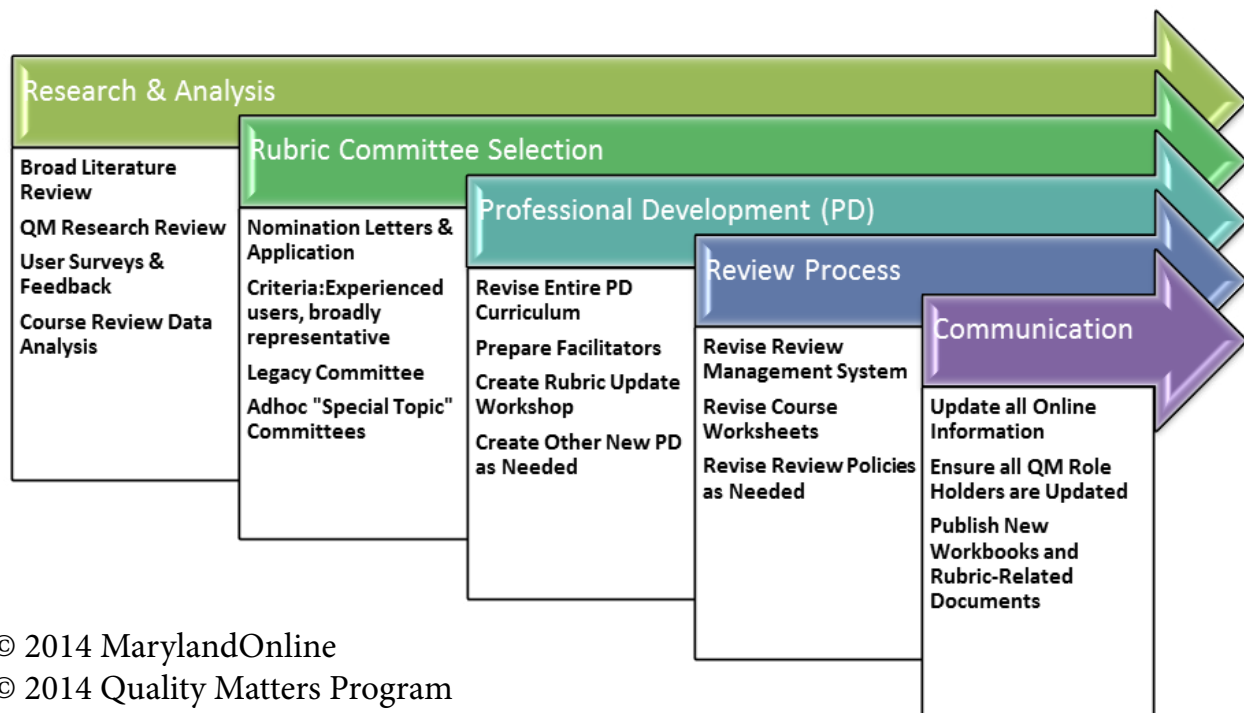 Research & Analysis
Broad Literature
Review
QM Research Review
User Surveys &
Feedback
Course Review Data
Analysis
Rubric Committee Selection
Nomination Letters &
Application
Criteria:Experienced
users, broadly
representative
Legacy Committee
Adhoc "Special Topic"
Committees
Professional Development (PD)
Revise Entire PD
Curriculum
Prepare Facilitators
Create Rubric Update
Workshop
Create Other New PD
as Needed
Review Process
Revise Review
Management System
Revise Course
Worksheets
Revise Review Policies
as Needed
Communication
Update all Online
Information
Ensure all QM Role
Holders are Updated
Publish New
Workbooks and
Rubric-Related
Documents
© 2014 MarylandOnline
© 2014 Quality Matters Program